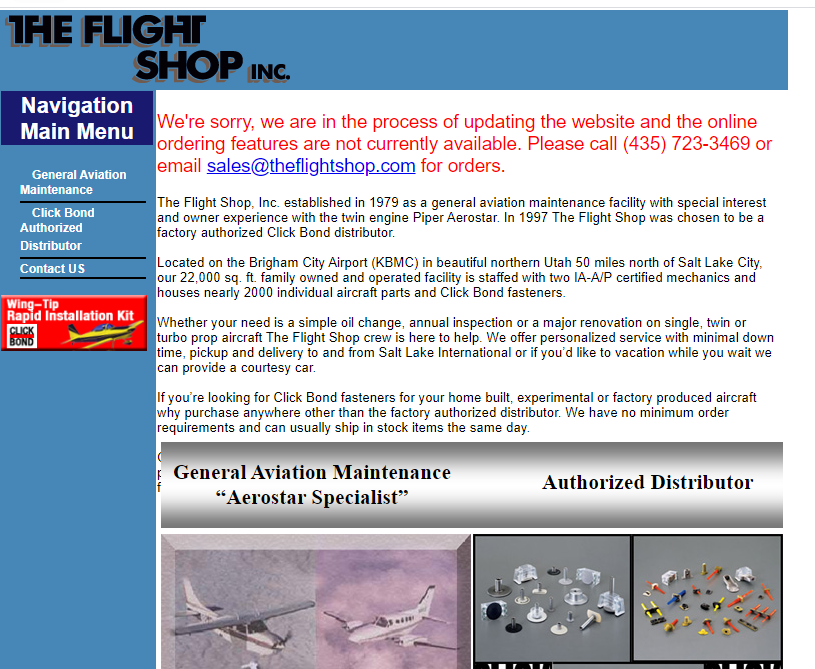 THE FLIGHT
SHOP INC.
Navigation
Main Menu
General Aviation
Maintenance
Click Bond
Authorized
Distributor
Contact US
Wing-Tip
Rapid Installation Kit
CLICK
BOND
We're sorry, we are in the process of updating the website and the online
ordering features are not currently available. Please call (435) 723-3469 or
email sales@theflightshop.com for orders.
The Flight Shop, Inc. established in 1979 as a general aviation maintenance facility with special interest
and owner experience with the twin engine Piper Aerostar. In 1997 The Flight Shop was chosen to be a
factory authorized Click Bond distributor.
Located on the Brigham City Airport (KBMC) in beautiful northern Utah 50 miles north of Salt Lake City,
our 22,000 sq. ft. family owned and operated facility is staffed with two IA-A/P certified mechanics and
houses nearly 2000 individual aircraft parts and Click Bond fasteners.
Whether your need is a simple oil change, annual inspection or a major renovation on single, twin or
turbo prop aircraft The Flight Shop crew is here to help. We offer personalized service with minimal down
time, pickup and delivery to and from Salt Lake International or if you'd like to vacation while you wait we
can provide a courtesy car.
If you're looking for Click Bond fasteners for your home built, experimental or factory produced aircraft
why purchase anywhere other than the factory authorized distributor. We have no minimum order
requirements and can usually ship in stock items the same day.
General Aviation Maintenance
“Aerostar Specialist”
Authorized Distributor